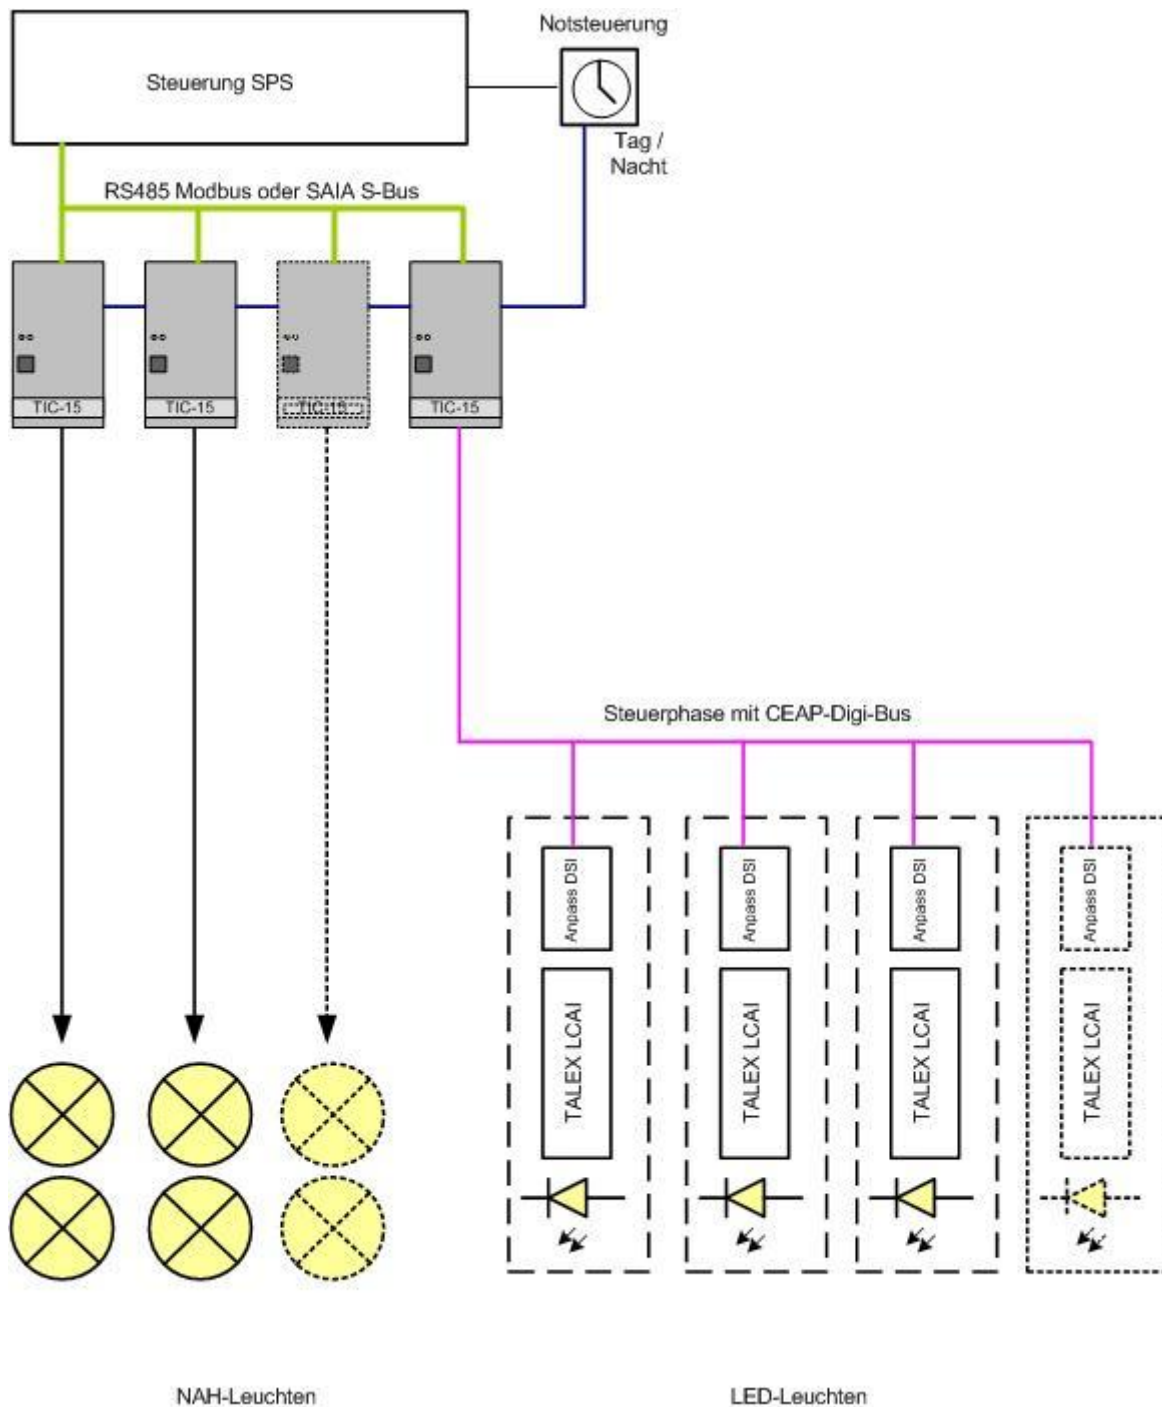 Notsteuerung
Steuerung SPS
Tag /
Nacht
RS485 Modbus oder SAIA S-Bus
TIC-15
TIC-15
TIC-15
TIC-15
Steuerphase mit CEAP-Digi-Bus
Anpass DSI
Anpass DSI
Anpass DSI
Anpass DSI
TALEX LCAI
TALEX LCAI
TALEX LCAI
TALEX LCAI
NAH-Leuchten
LED-Leuchten